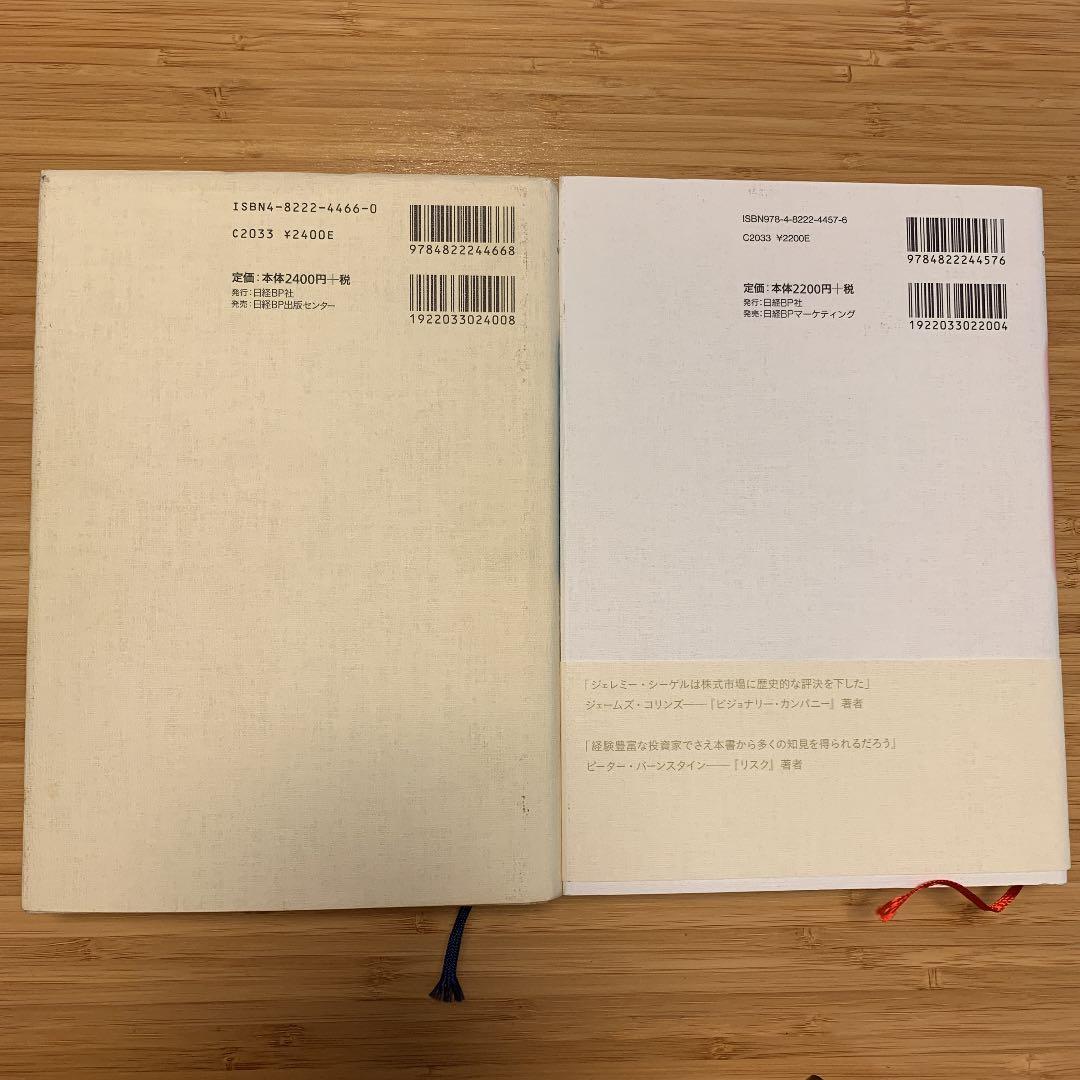 ISBN4-8222-4466-0
C2033 ¥2400E
9784822244668
定価:本体2400円+税
発行:日経BP社
発売:日経BP出版センター
1922033024008
ISBN978-4-8222-4457-6
C2033 ¥2200E
9784822244576
定価:本体2200円+税
発行:日経BP社
発売:日経BPマーケティング
1922033022004
「ジェレミー・シーゲルは株式市場に歴史的な評決を下した」
ジェームズ・コリンズ――『ビジョナリー・カンパニー』著者
「経験豊富な投資家でさえ本書から多くの知見を得られるだろう」
ピーター・バーンスタイン――『リスク』著者